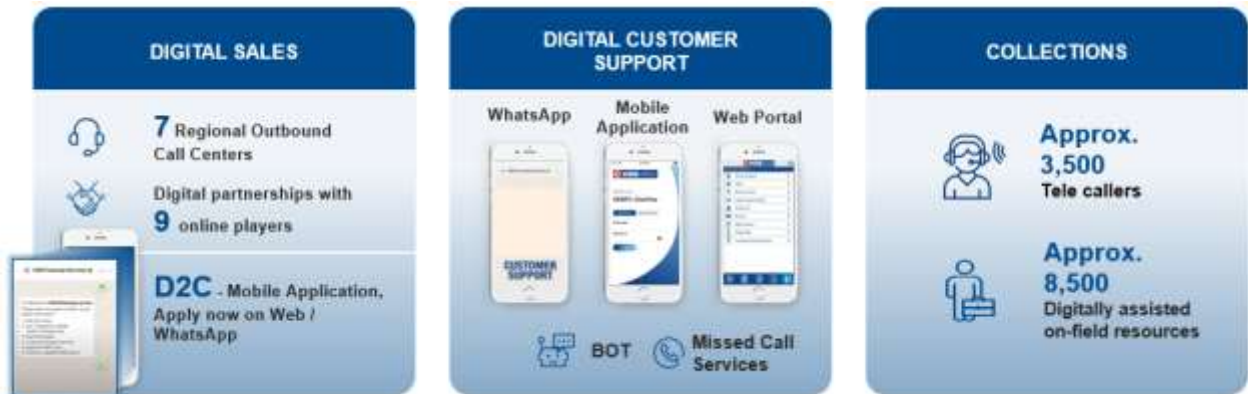 DIGITAL SALES
7 Regional Outbound
Call Centers
Digital partnerships with
9 online players
D2C - Mobile Application,
Apply now on Web /
WhatsApp
DIGITAL CUSTOMER
SUPPORT
WhatsApp
Mobile
Application
Web Portal
CUSTOMER
SUPPORT
BOT
Missed Call
Services
COLLECTIONS
Approx.
3,500
Tele callers
Approx.
8,500
Digitally assisted
on-field resources